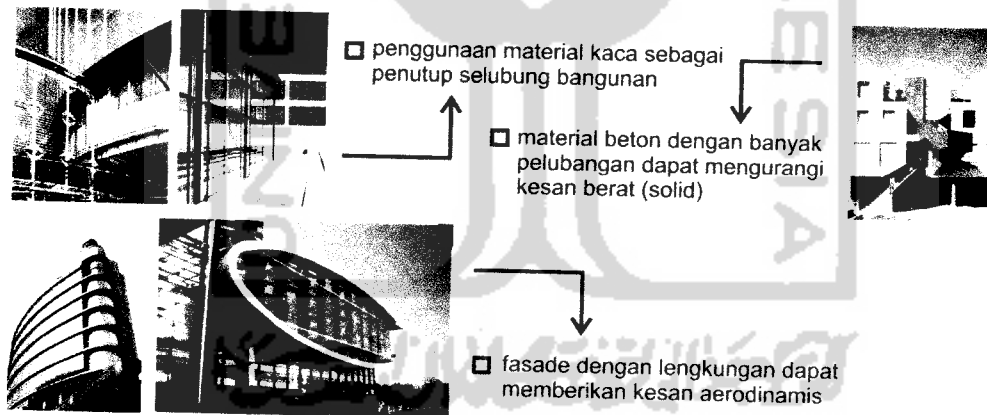 penggunaan material kaca sebagai
penutup selubung bangunan
material beton dengan banyak
pelubangan dapat mengurangi
kesan berat (solid)
fasade dengan lengkungan dapat
memberikan kesan aerodinamis